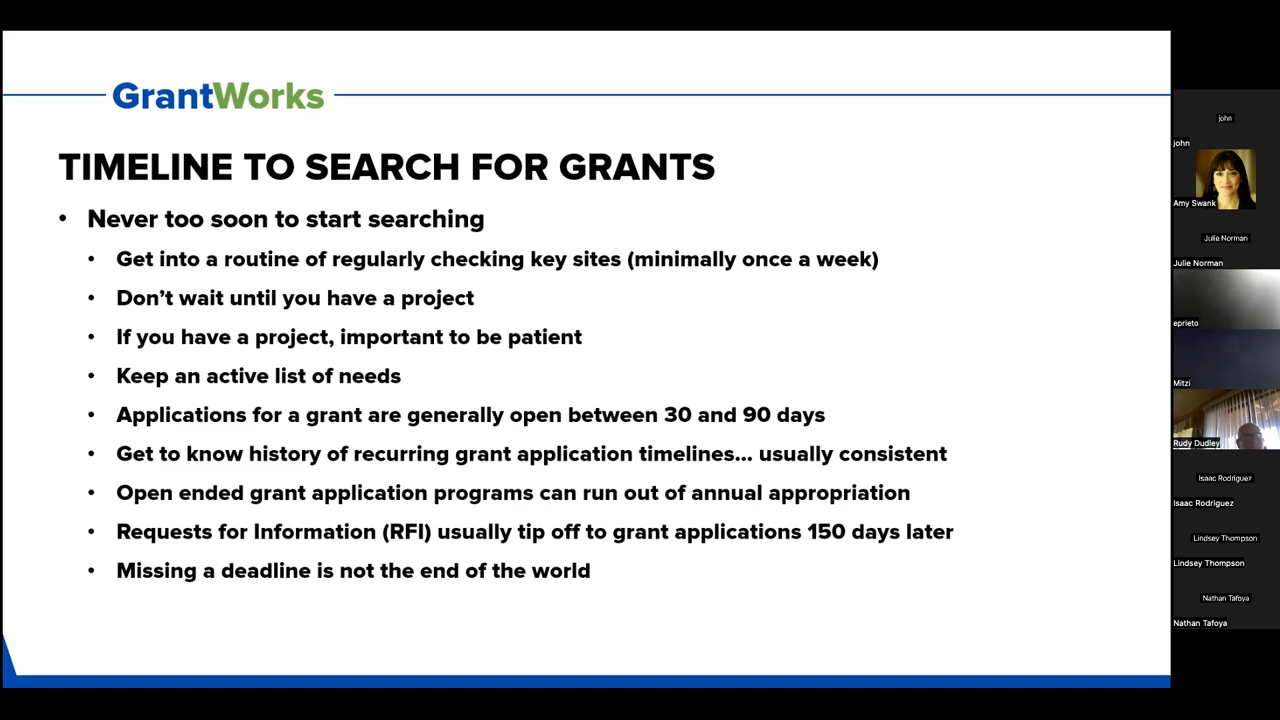 GrantWorks
TIMELINE TO SEARCH FOR GRANTS
• Never too soon to start searching
• Get into a routine of regularly checking key sites (minimally once a week)
• Don’t wait until you have a project
• If you have a project, important to be patient
• Keep an active list of needs
• Applications for a grant are generally open between 30 and 90 days
• Get to know history of recurring grant application timelines... usually consistent
• Open ended grant application programs can run out of annual appropriation
• Requests for Information (RFI) usually tip off to grant applications 150 days later
• Missing a deadline is not the end of the world
john
john
Amy Swank
Julie Norman
Julie Norman
eprieto
Mitzi
Rudy Dudley
Isaac Rodriguez
Isaac Rodriguez
Lindsey Thompson
Lindsey Thompson
Nathan Tafoya
Nathan Tafoya